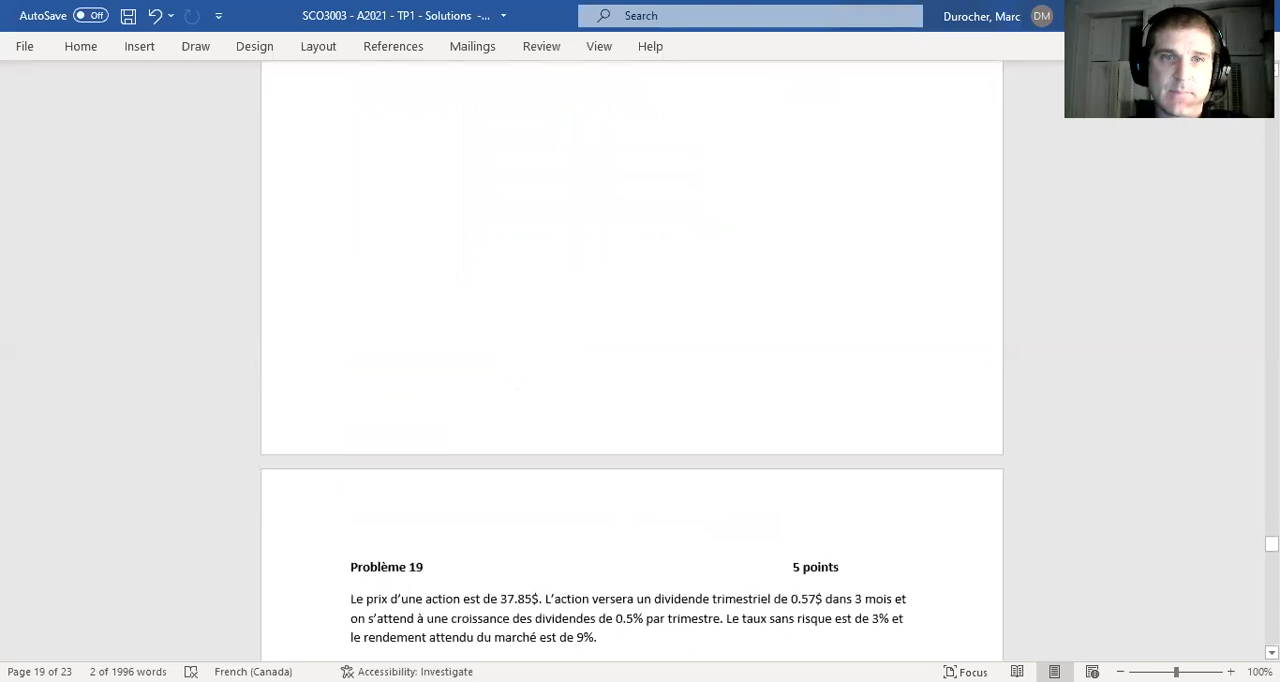 AutoSave Off SCO3003 - A2021 - TP1 - Solutions -... Search Durocher, Marc DM
File Home Insert Draw Design Layout References Mailings Review View Help
Problème 19 5 points
Le prix d’une action est de 37.85$. L’action versera un dividende trimestriel de 0.57$ dans 3 mois et
on s’attend à une croissance des dividendes de 0.5% par trimestre. Le taux sans risque est de 3% et
le rendement attendu du marché est de 9%.
Page 19 of 23 2 of 1996 words French (Canada) Accessibility: Investigate Focus 100%